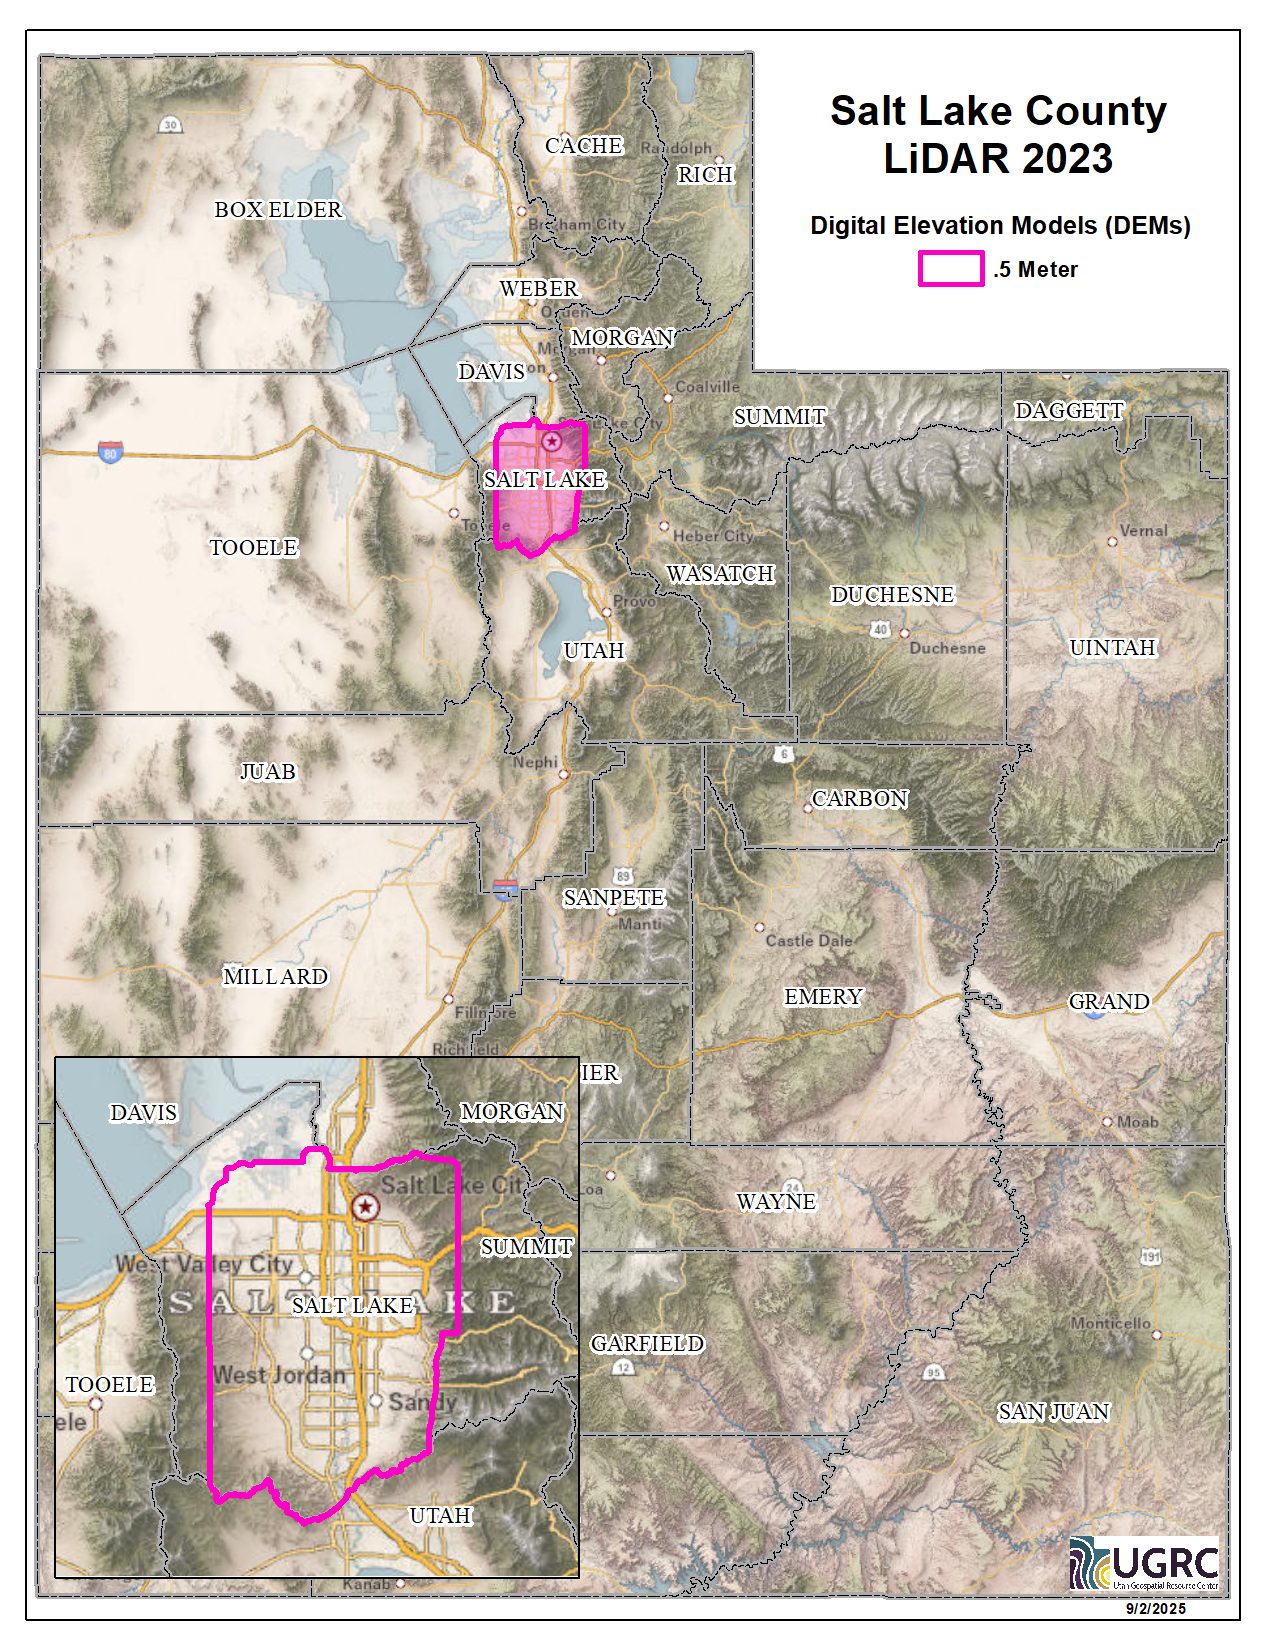 Salt Lake County
LiDAR 2023
Digital Elevation Models (DEMs)
.5 Meter
30
CACHE
Randolph
RICH
BOX ELDER
Brigham City
WEBER
Ogden
MORGAN
Morgan
DAVIS
Coalville
SUMMIT
DAGGETT
80
SALT LAKE
Tooele
Vernal
Heber City
TOOELE
WASATCH
DUCHESNE
Provo
40
Duchesne
UTAH
UINTAH
Nephi
6
JUAB
CARBON
89
SANPETE
Manti
Castle Dale
MILLARD
EMERY
GRAND
Fillmore
Richfield
IER
Moab
DAVIS
MORGAN
Salt Lake Cit
Loa
24
WAYNE
SUMMIT
191
West Valley City
SALT LAKE
SALT LAKE
Monticello
GARFIELD
12
95
West Jordan
TOOELE
ele
Sandy
SAN JUAN
UTAH
Kanab
UGRC
Utah Geospatial Resource Center
9/2/2025